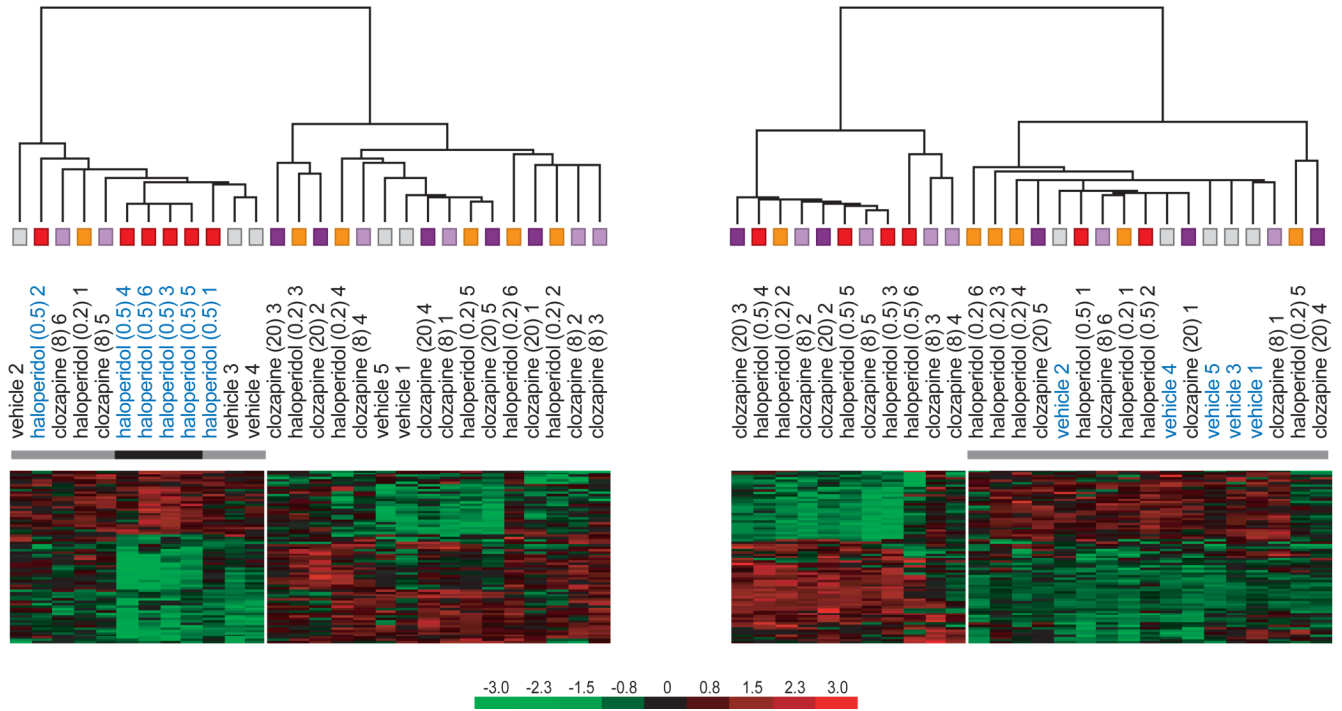 vehicle 2
haloperidol (0.5) 2
clozapine (8) 6
haloperidol (0.2) 1
clozapine (8) 5
haloperidol (0.5) 4
haloperidol (0.5) 6
haloperidol (0.5) 3
haloperidol (0.5) 5
haloperidol (0.5) 1
vehicle 3
vehicle 4
clozapine (20) 3
haloperidol (0.2) 3
clozapine (20) 2
haloperidol (0.2) 4
clozapine (8) 4
vehicle 5
vehicle 1
clozapine (20) 4
clozapine (8) 1
haloperidol (0.2) 5
clozapine (20) 5
haloperidol (0.2) 6
clozapine (20) 1
haloperidol (0.2) 2
clozapine (8) 2
clozapine (8) 3
clozapine (20) 3
haloperidol (0.5) 4
haloperidol (0.2) 2
clozapine (8) 2
clozapine (20) 2
haloperidol (0.5) 5
clozapine (8) 5
haloperidol (0.5) 3
haloperidol (0.5) 6
clozapine (8) 3
clozapine (8) 4
haloperidol (0.2) 6
haloperidol (0.2) 3
haloperidol (0.2) 4
clozapine (20) 5
vehicle 2
haloperidol (0.5) 1
clozapine (8) 6
haloperidol (0.2) 1
haloperidol (0.5) 2
vehicle 4
clozapine (20) 1
vehicle 5
vehicle 3
vehicle 1
clozapine (8) 1
haloperidol (0.2) 5
clozapine (20) 4
-3.0 -2.3 -1.5 -0.8 0 0.8 1.5 2.3 3.0